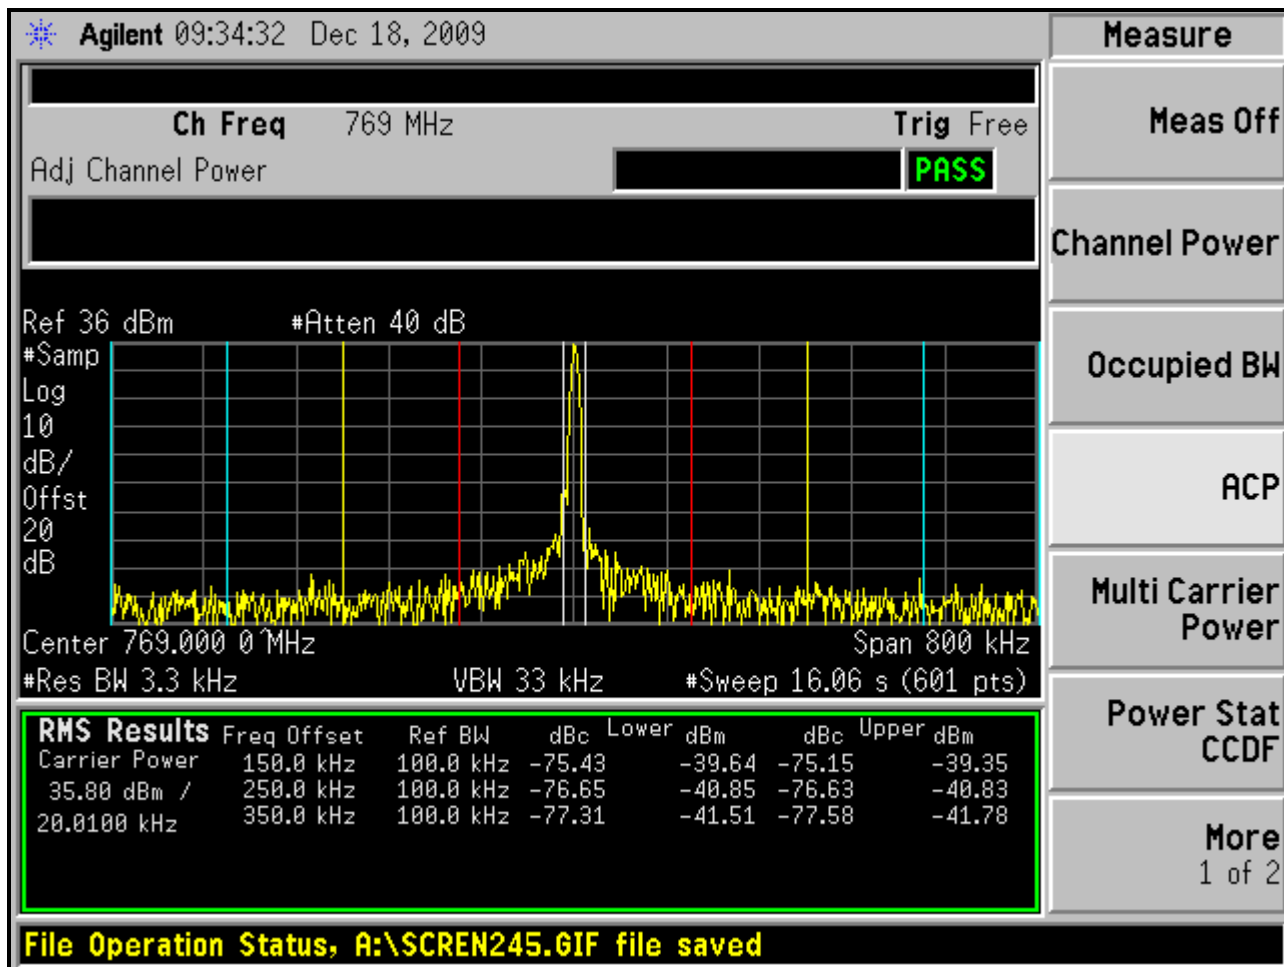 Agilent 09:34:32 Dec 18, 2009
Measure
Ch Freq 769 MHz Trig Free
Adj Channel Power PASS
Ref 36 dBm #Atten 40 dB
#Samp
Log
10
dB/
Offst
20
dB
Center 769.000 0 MHz Span 800 kHz
#Res BW 3.3 kHz VBW 33 kHz #Sweep 16.06 s (601 pts)
RMS Results Freq Offset Ref BW dBc Lower dBm dBc Upper dBm
Carrier Power 150.0 kHz 100.0 kHz -75.43 -39.64 -75.15 -39.35
35.80 dBm / 250.0 kHz 100.0 kHz -76.65 -40.85 -76.63 -40.83
20.0100 kHz 350.0 kHz 100.0 kHz -77.31 -41.51 -77.58 -41.78
File Operation Status, A:\SCREN245.GIF file saved
Meas Off
Channel Power
Occupied BW
ACP
Multi Carrier
Power
Power Stat
CCDF
More
1 of 2